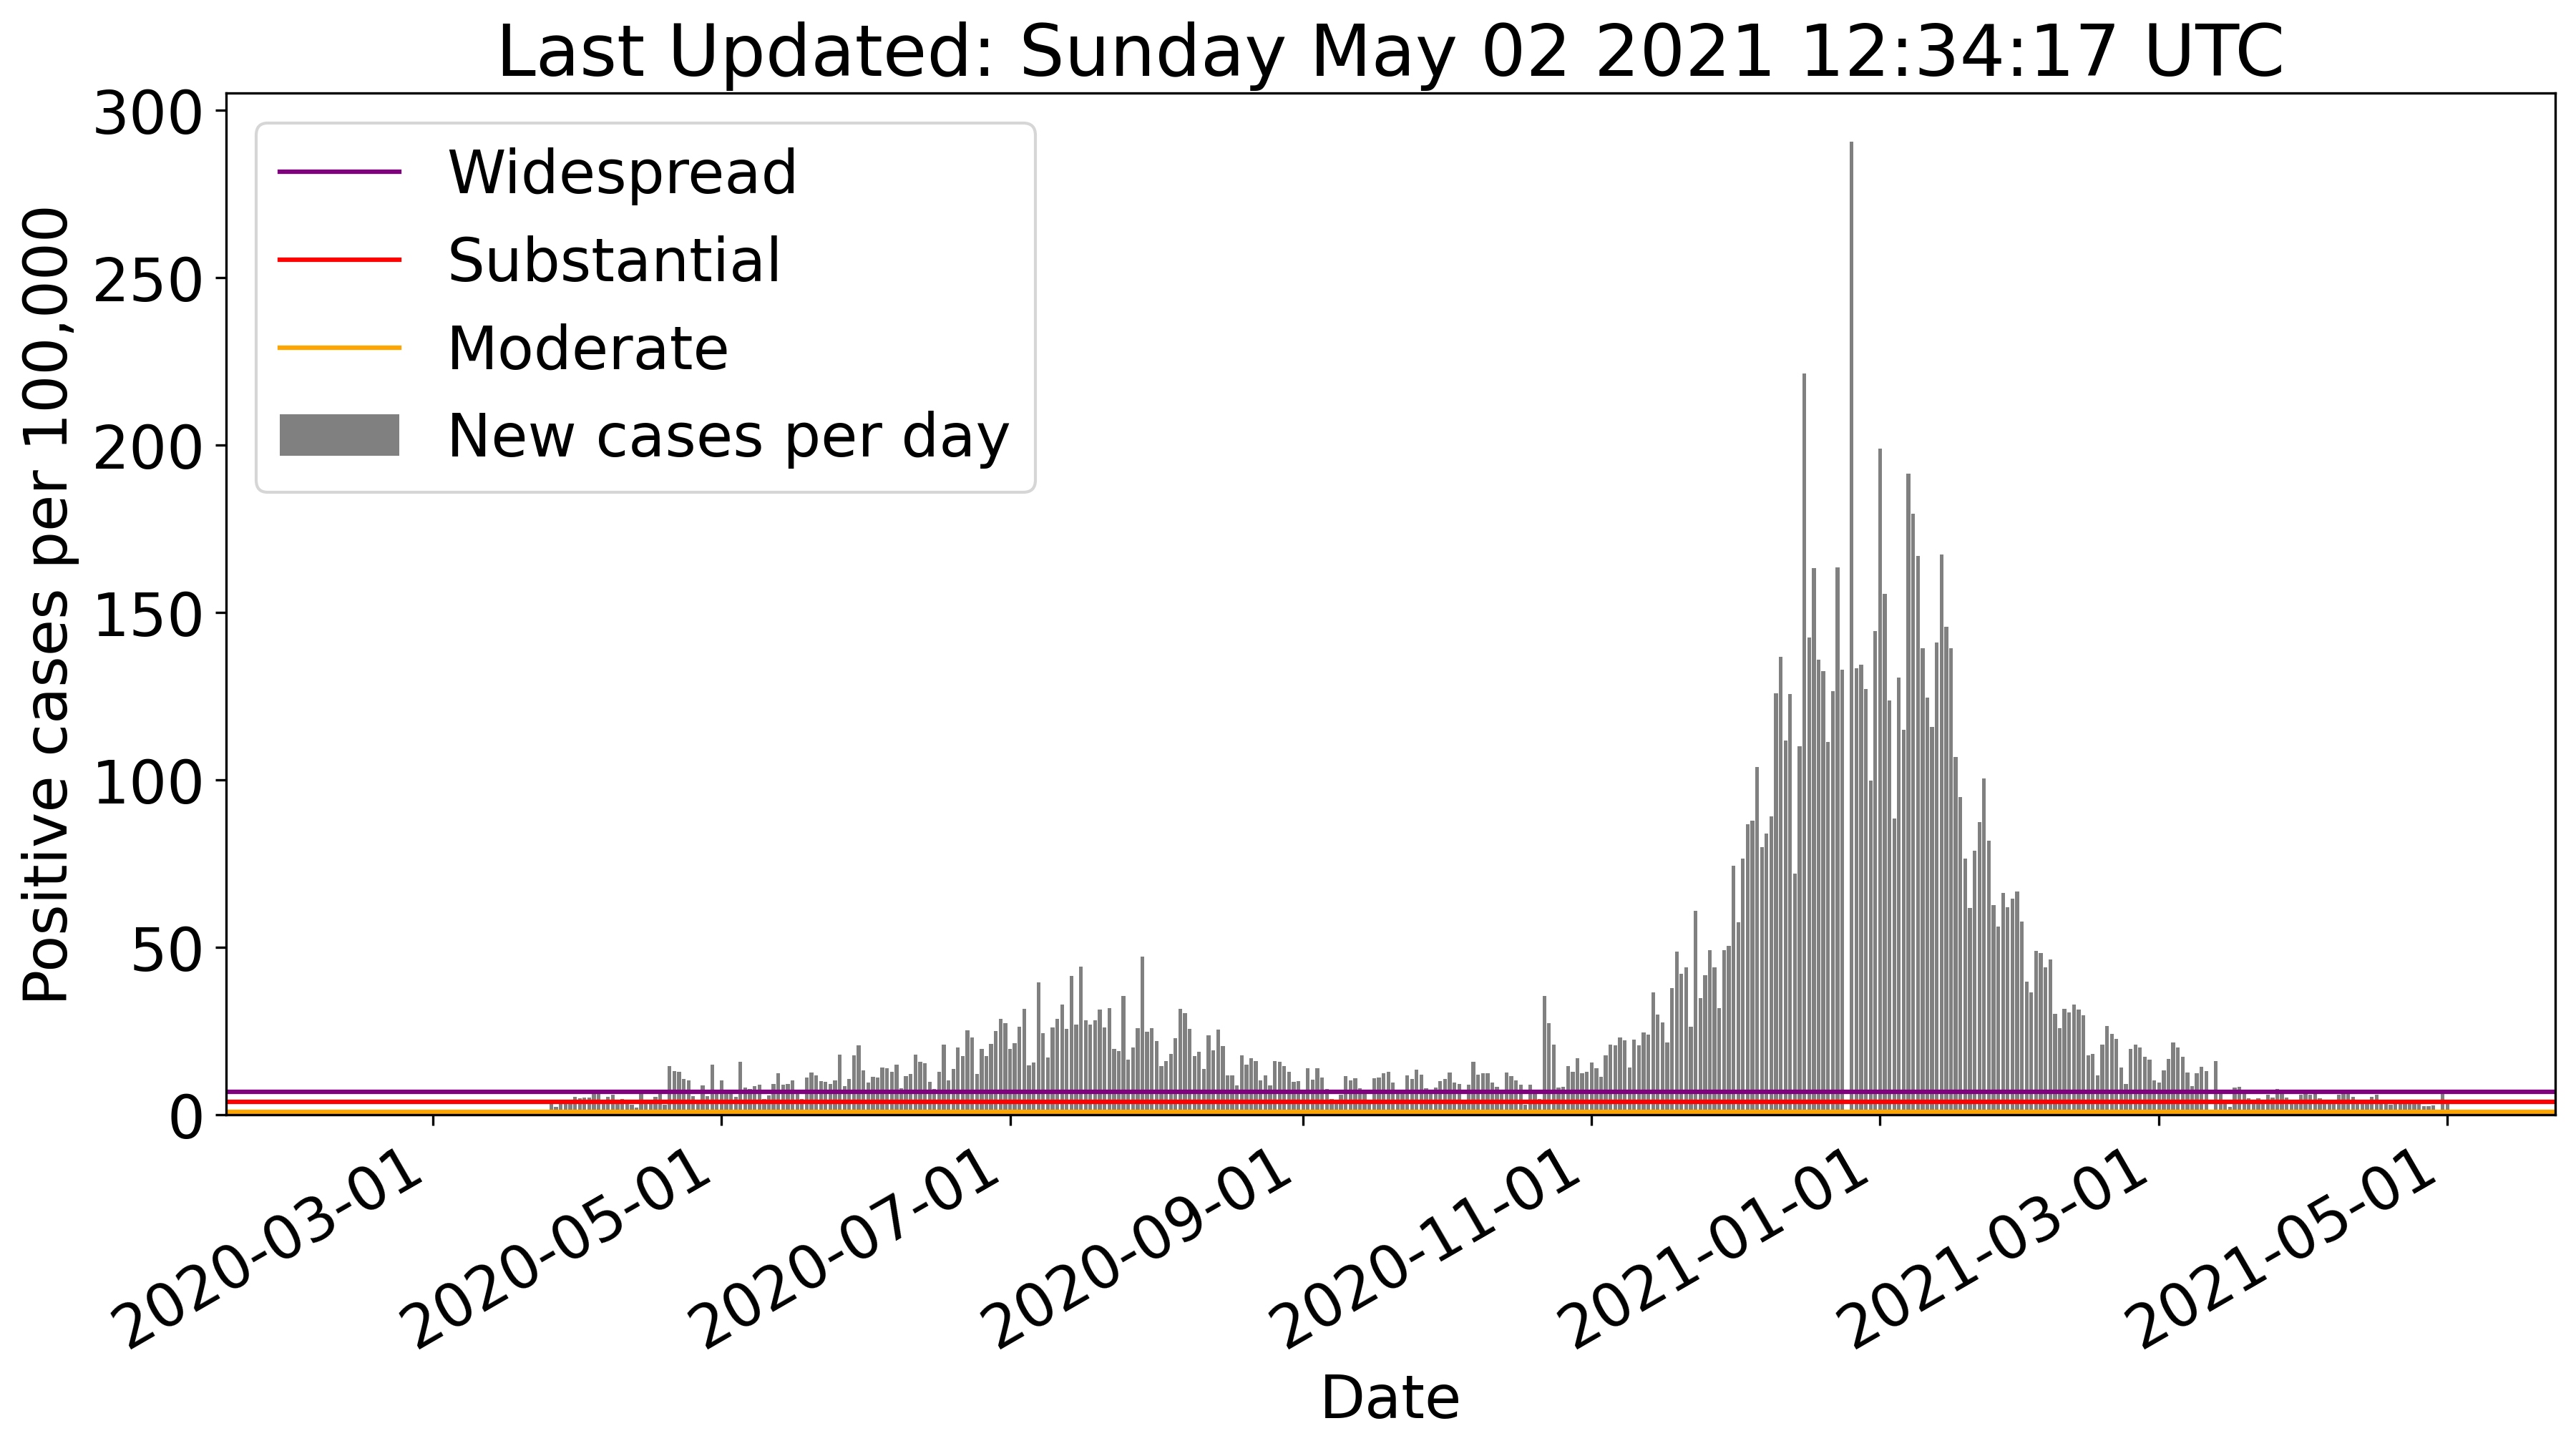 Last Updated: Sunday May 02 2021 12:34:17 UTC
Positive cases per 100,000
300
250
200
150
100
50
0
Widespread
Substantial
Moderate
New cases per day
2020-03-01
2020-05-01
2020-07-01
2020-09-01
2020-11-01
2021-01-01
2021-03-01
2021-05-01
Date